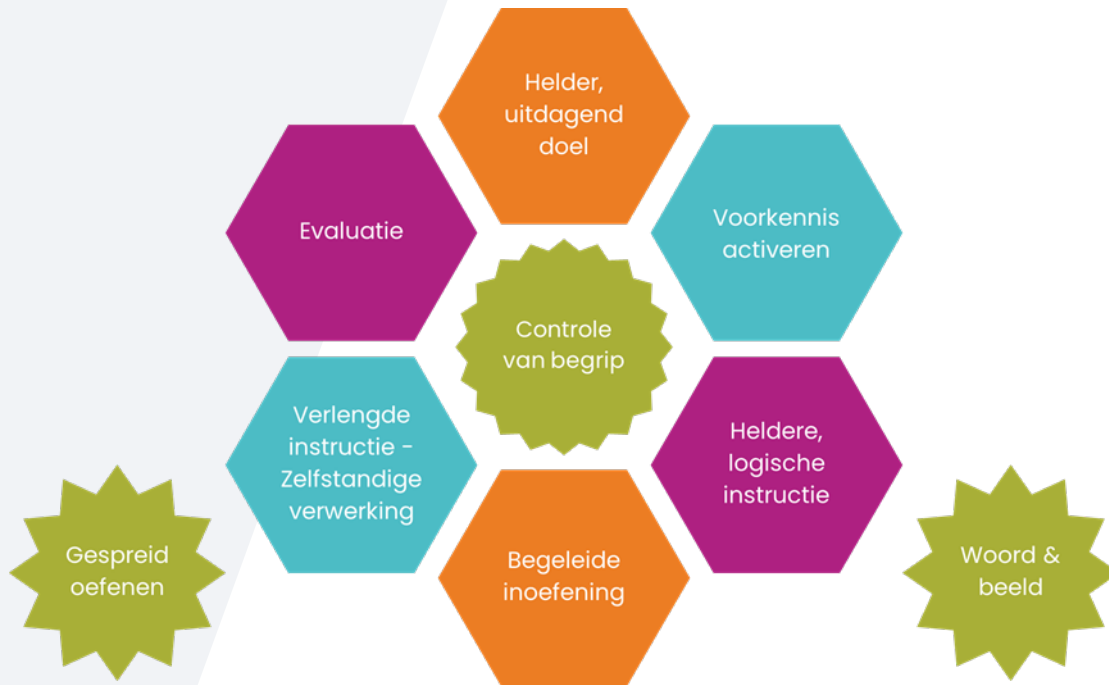 Helder,
uitdagend
doel
Evaluatie
Voorkennis
activeren
Controle
van begrip
Verlengde
instructie -
Zelfstandige
verwerking
Heldere,
logische
instructie
Gespreid
oefenen
Begeleide
inoefening
Woord &
beeld